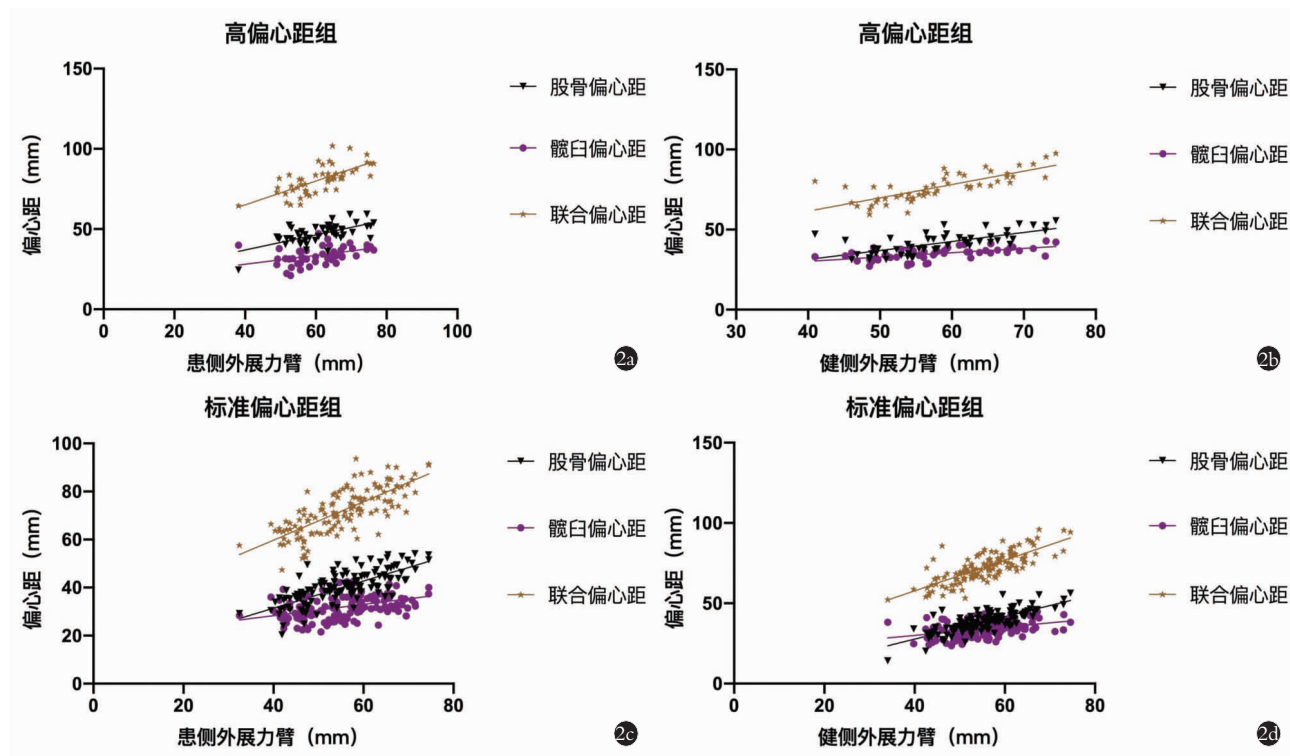 高偏心距组
150
100
50
0
偏心距（mm）
0 20 40 60 80 100
患侧外展力臂（mm）
股骨偏心距
髋臼偏心距
联合偏心距
2a
高偏心距组
150
100
50
0
偏心距（mm）
30 40 50 60 70 80
健侧外展力臂（mm）
股骨偏心距
髋臼偏心距
联合偏心距
2b
标准偏心距组
100
80
60
40
20
0
偏心距（mm）
0 20 40 60 80
患侧外展力臂（mm）
股骨偏心距
髋臼偏心距
联合偏心距
2c
标准偏心距组
150
100
50
0
偏心距（mm）
0 20 40 60 80
健侧外展力臂（mm）
股骨偏心距
髋臼偏心距
联合偏心距
2d